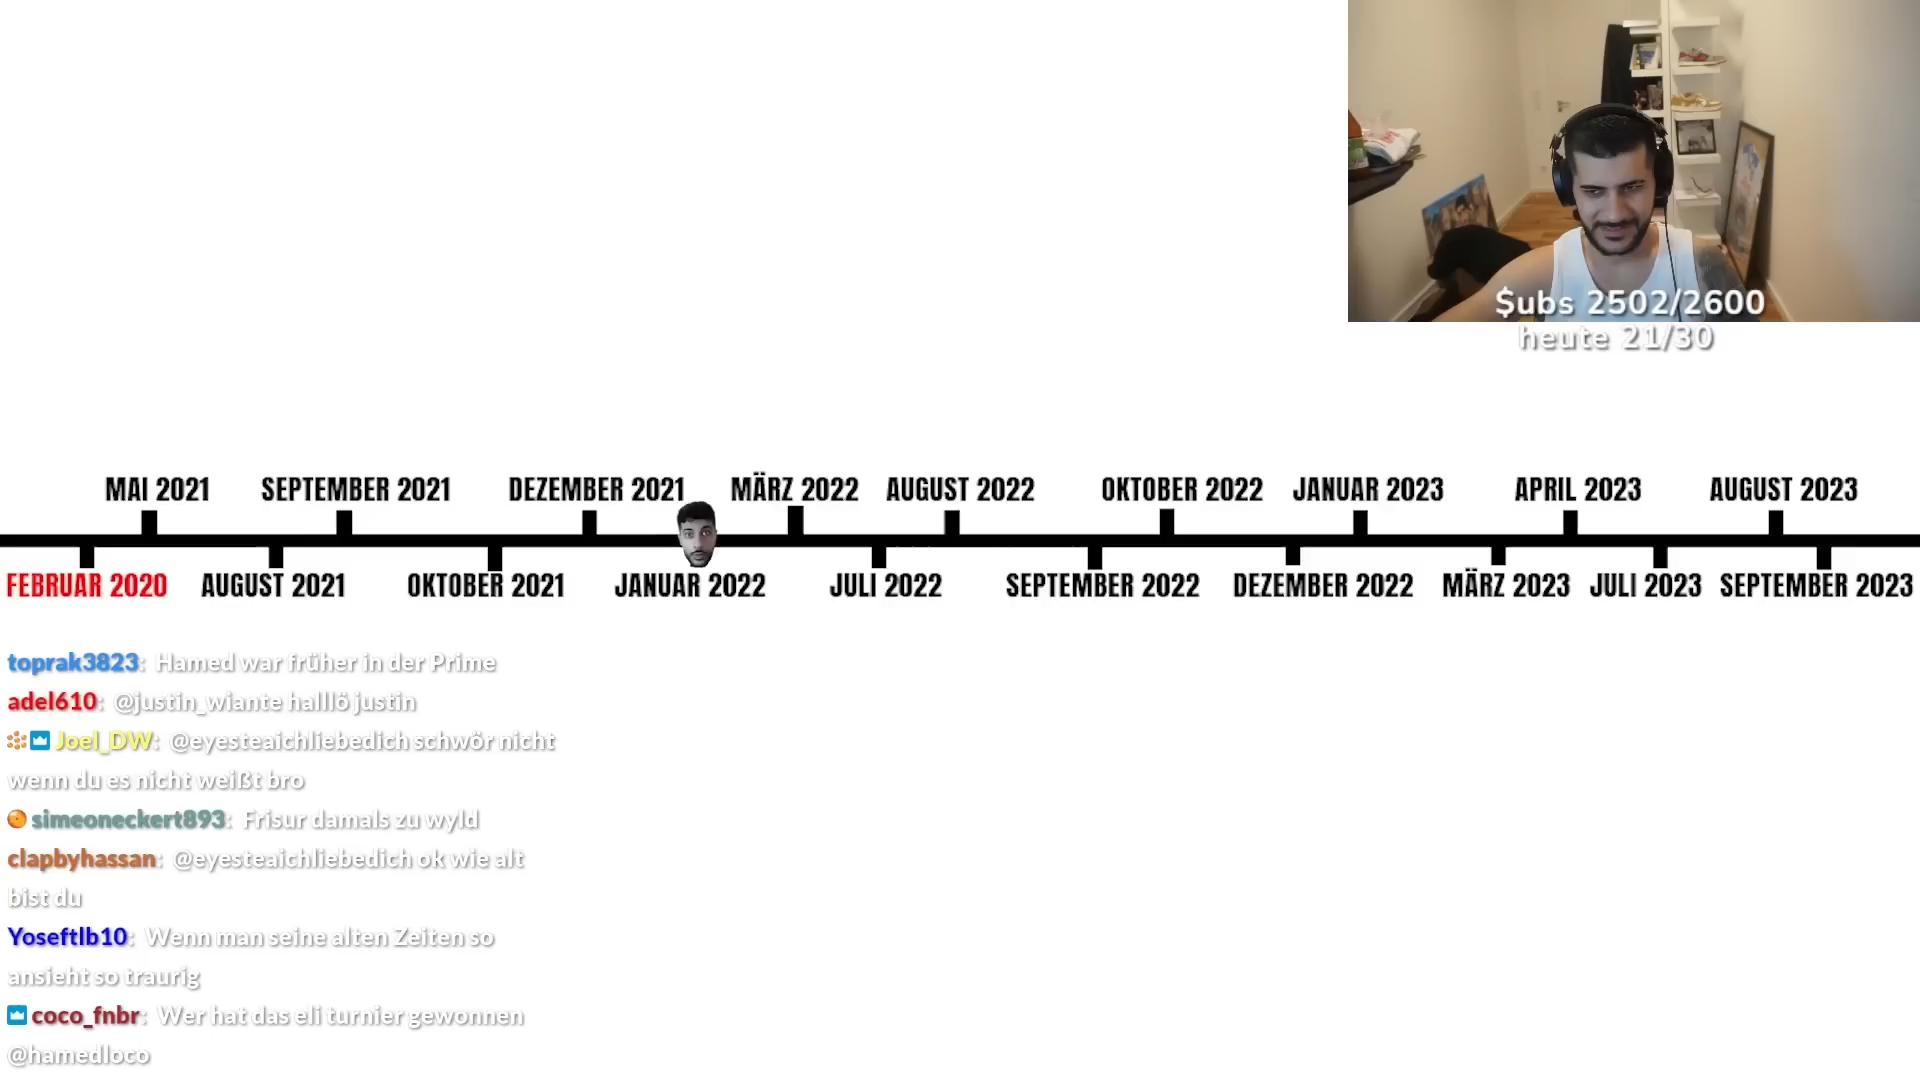 $ubs 2502/2600
heute 21/30
MAI 2021 SEPTEMBER 2021 DEZEMBER 2021 MÄRZ 2022 AUGUST 2022 OKTOBER 2022 JANUAR 2023 APRIL 2023 AUGUST 2023
FEBRUAR 2020 AUGUST 2021 OKTOBER 2021 JANUAR 2022 JULI 2022 SEPTEMBER 2022 DEZEMBER 2022 MÄRZ 2023 JULI 2023 SEPTEMBER 2023
toprak3823: Hamed war früher in der Prime
adel610: @justin_wiante halllö justin
Joel_DW: @eyesteaichliebedich schwör nicht
wenn du es nicht weißt bro
simeoneckert893: Frisur damals zu wyld
clapbyhassan: @eyesteaichliebedich ok wie alt
bist du
Yoseftlb10: Wenn man seine alten Zeiten so
ansieht so traurig
coco_fnbr: Wer hat das eli turnier gewonnen
@hamedloco